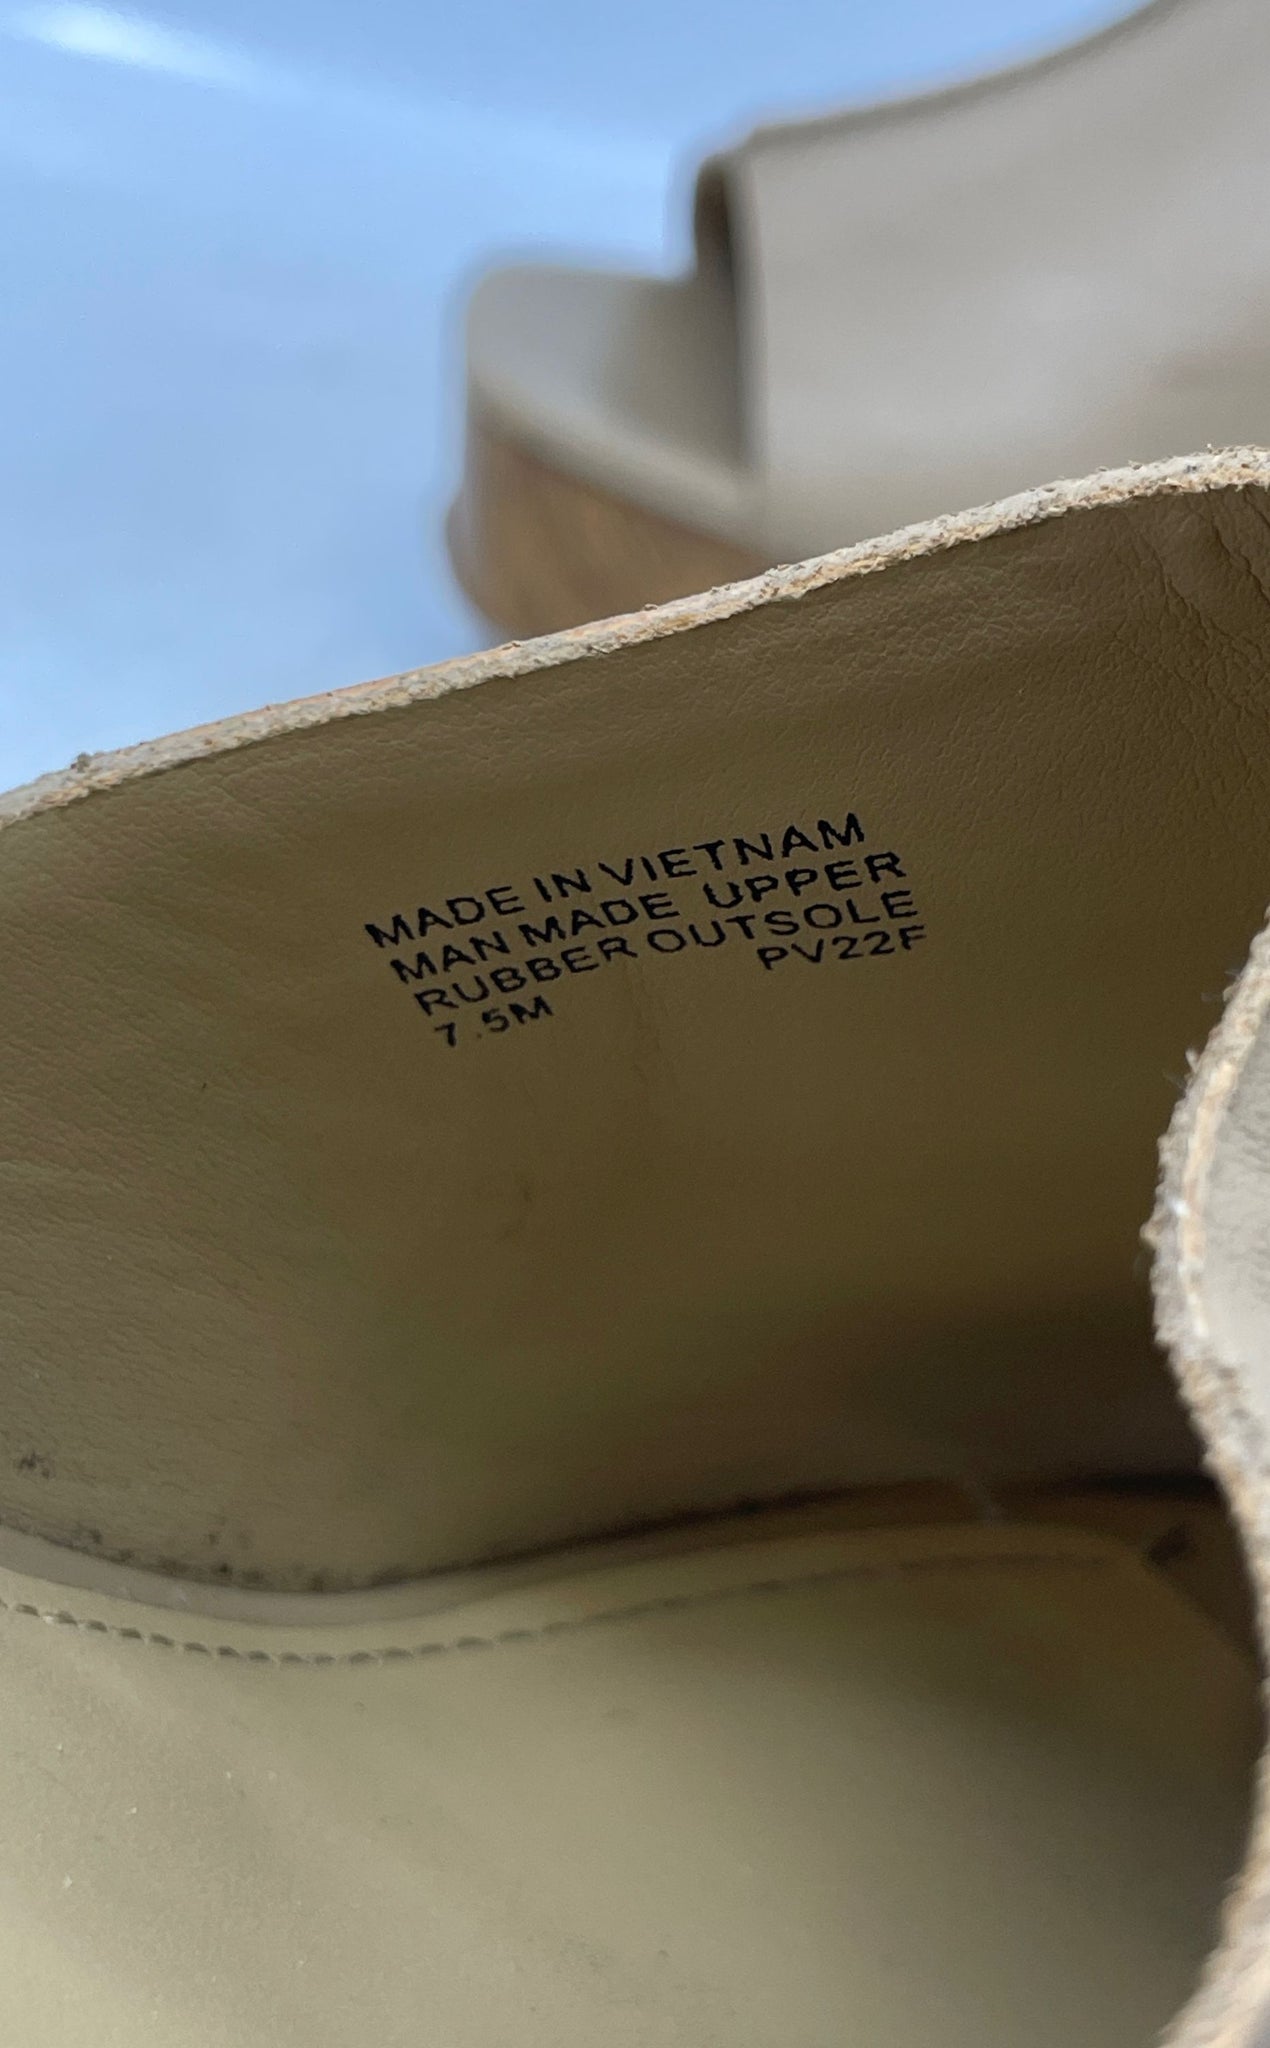 MADE IN VIETNAM
MAN MADE UPPER
RUBBER OUTSOLE
7.5M PV22F